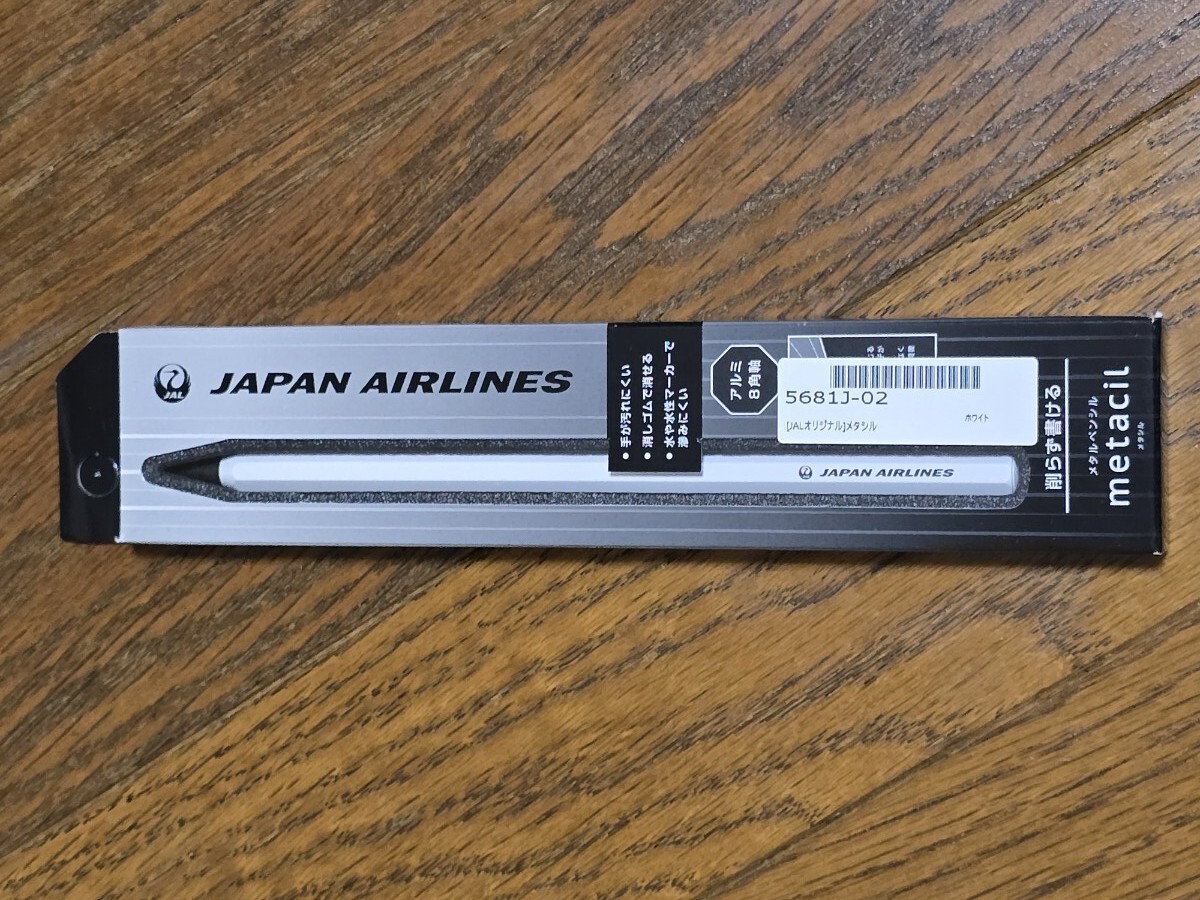 JAL
JAPAN AIRLINES
● 手が汚れにくい
● 消しゴムで消せる
● 水や水性マーカーで
滲みにくい
アルミ
8角軸
5681J-02
ホワイト
[JALオリジナル]メタシル
JAPAN AIRLINES
削らず書ける
メタルペンシル
metacil
メタシル